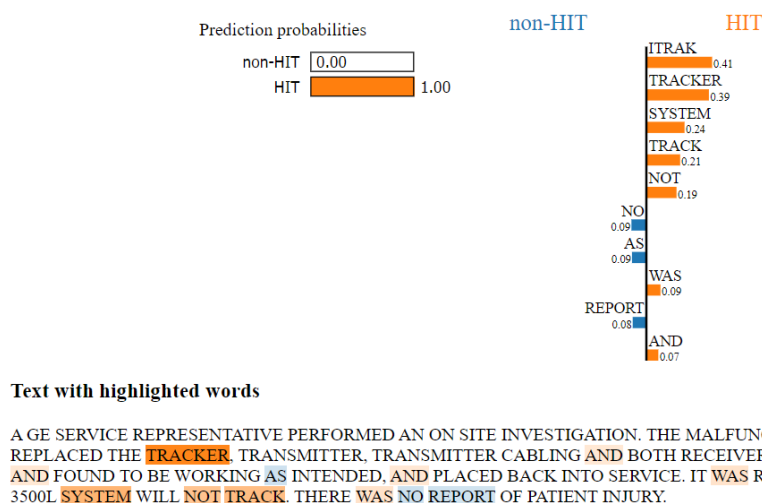 Prediction probabilities
non-HIT 0.00
HIT 1.00
non-HIT HIT
ITRAK
0.41
TRACKER
0.39
SYSTEM
0.24
TRACK
0.21
NOT
0.19
NO
0.09
AS
0.09
WAS
0.09
REPORT
0.08
AND
0.07
Text with highlighted words
A GE SERVICE REPRESENTATIVE PERFORMED AN ON SITE INVESTIGATION. THE
REPLACED THE TRACKER, TRANSMITTER, TRANSMITTER CABLING AND BOTH
AND FOUND TO BE WORKING AS INTENDED, AND PLACED BACK INTO SERVICE. IT WAS
3500L SYSTEM WILL NOT TRACK. THERE WAS NO REPORT OF PATIENT INJURY.